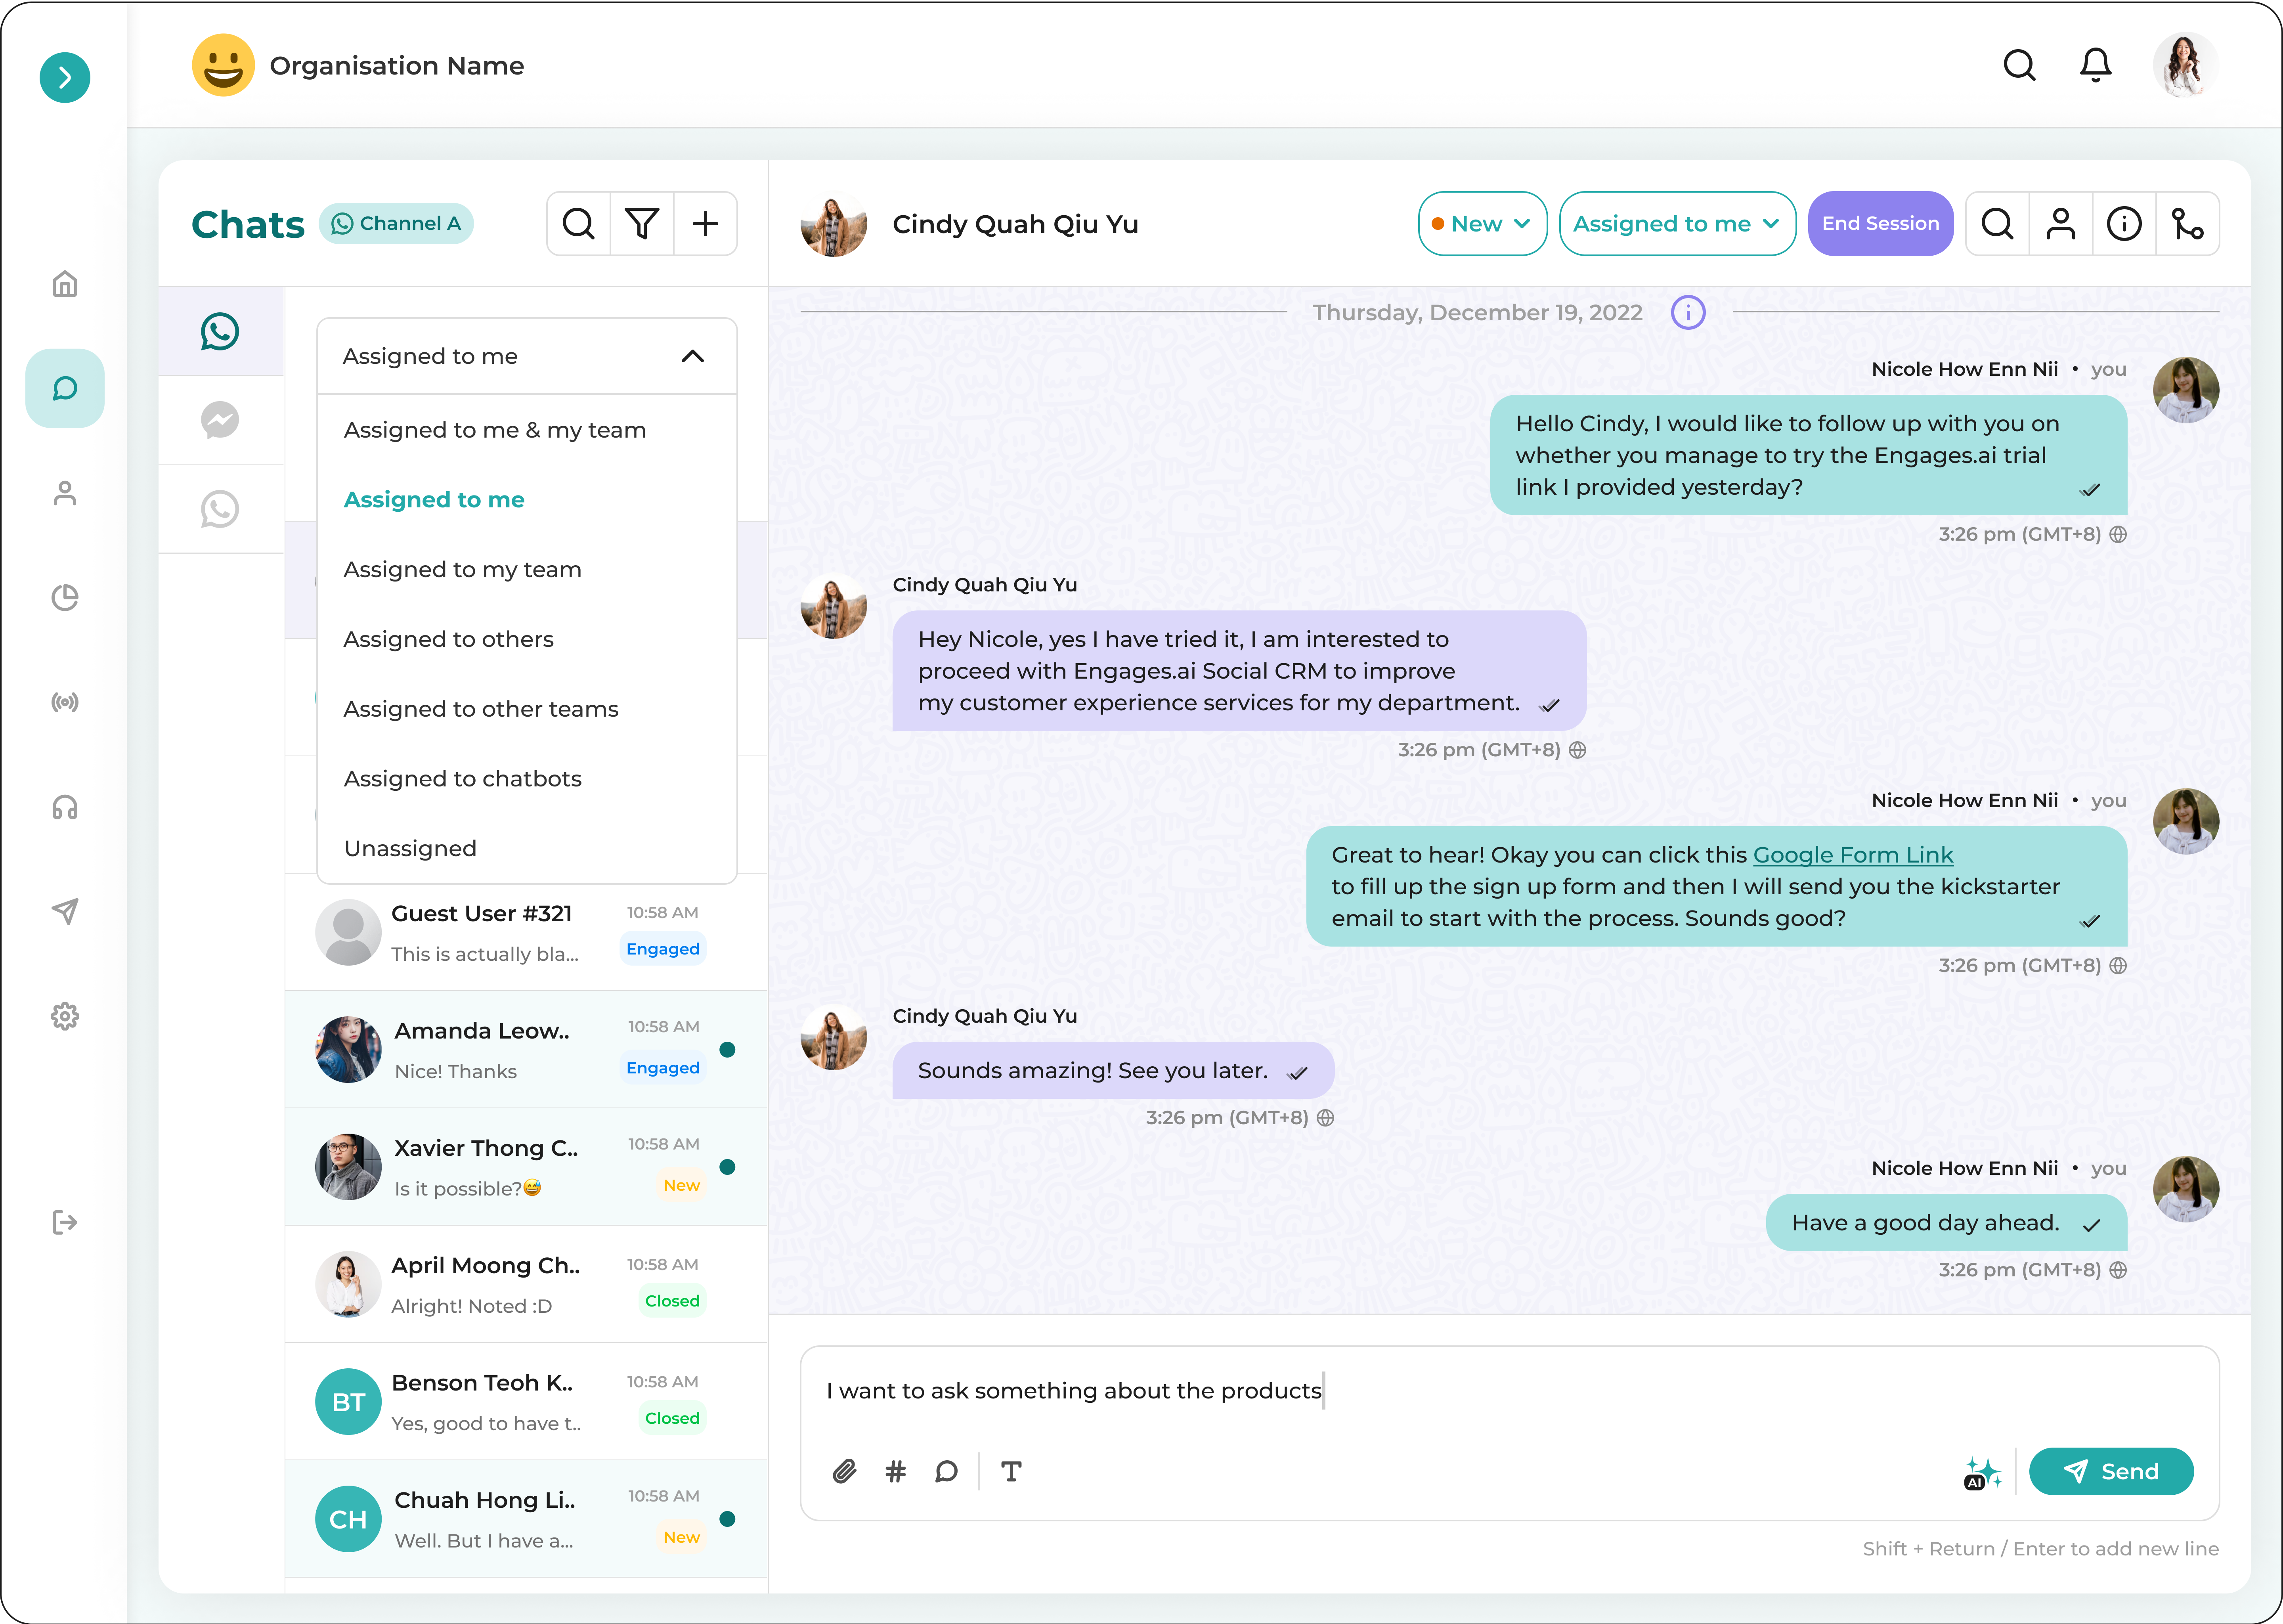 Organisation Name
Chats
Channel A
Assigned to me
Assigned to me & my team
Assigned to me
Assigned to my team
Assigned to others
Assigned to other teams
Assigned to chatbots
Unassigned
Guest User #321
10:58 AM
This is actually bla...
Engaged
Amanda Leow..
10:58 AM
Nice! Thanks
Engaged
Xavier Thong C..
10:58 AM
Is it possible?😅
New
April Moong Ch..
10:58 AM
Alright! Noted :D
Closed
BT
Benson Teoh K..
10:58 AM
Yes, good to have t..
Closed
CH
Chuah Hong Li..
10:58 AM
Well. But I have a...
New
Cindy Quah Qiu Yu
New
Assigned to me
End Session
Thursday, December 19, 2022
Nicole How Enn Nii • you
Hello Cindy, I would like to follow up with you on
whether you manage to try the Engages.ai trial
link I provided yesterday?
3:26 pm (GMT+8)
Cindy Quah Qiu Yu
Hey Nicole, yes I have tried it, I am interested to
proceed with Engages.ai Social CRM to improve
my customer experience services for my department.
3:26 pm (GMT+8)
Nicole How Enn Nii • you
Great to hear! Okay you can click this Google Form Link
to fill up the sign up form and then I will send you the kickstarter
email to start with the process. Sounds good?
3:26 pm (GMT+8)
Cindy Quah Qiu Yu
Sounds amazing! See you later.
3:26 pm (GMT+8)
Nicole How Enn Nii • you
Have a good day ahead.
3:26 pm (GMT+8)
I want to ask something about the products
AI
Send
Shift + Return / Enter to add new line